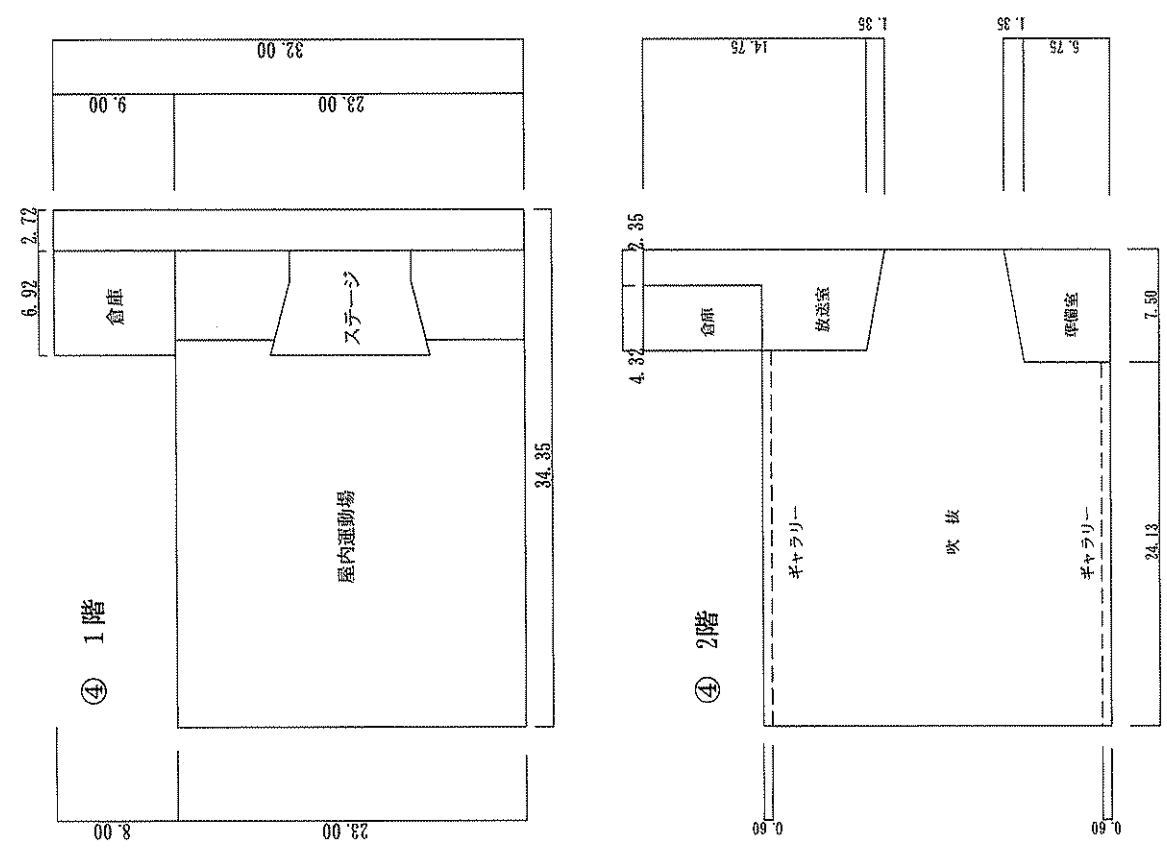 ④ 1階
32.00
9.00
23.00
2.72
6.92
倉庫
ステージ
屋内運動場
34.35
8.00
23.00
④ 2階
14.75
1.35
1.35
5.75
2.35
4.32
倉庫
放送室
準備室
7.50
ギャラリー
吹 抜
ギャラリー
24.13
0.60
0.60